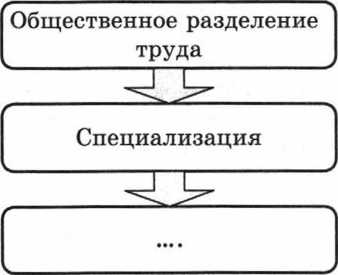 Общественное разделение
труда
Специализация
....